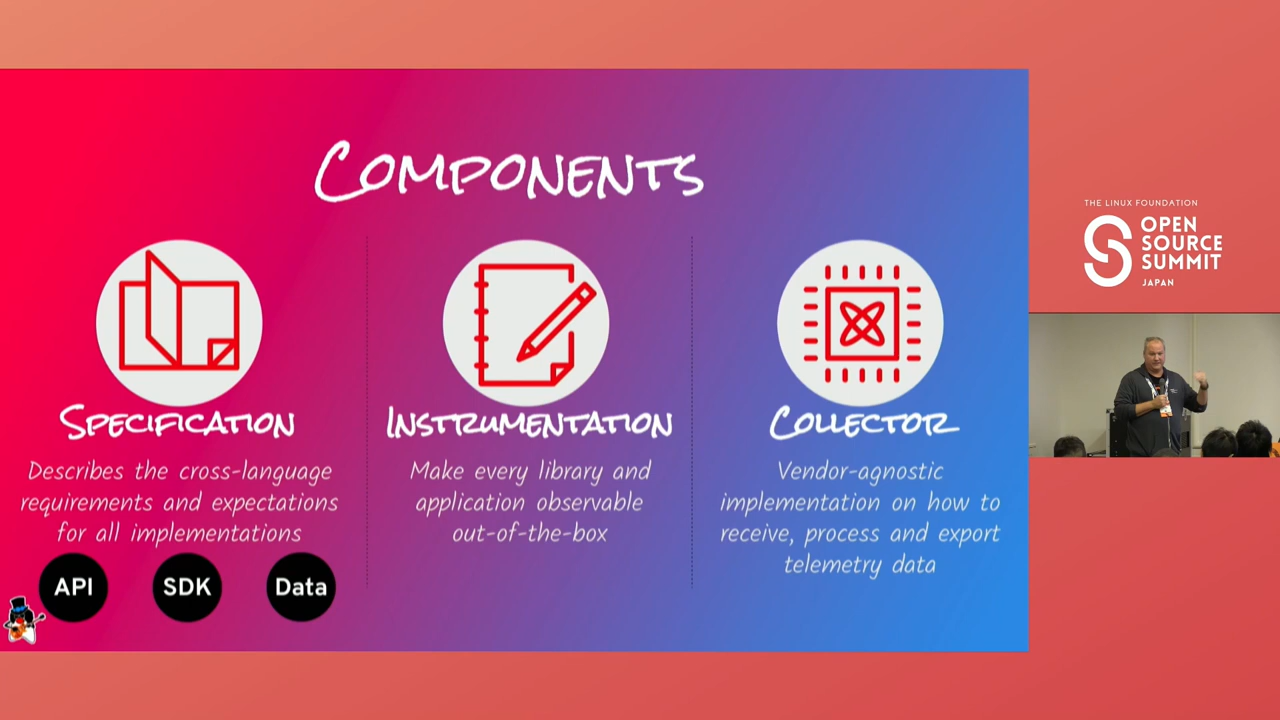 COMPONENTS
SPECIFICATION
Describes the cross-language
requirements and expectations
for all implementations
API
SDK
Data
INSTRUMENTATION
Make every library and
application observable
out-of-the-box
COLLECTOR
Vendor-agnostic
implementation on how to
receive, process and export
telemetry data
THE LINUX FOUNDATION
OPEN
SOURCE
SUMMIT
JAPAN